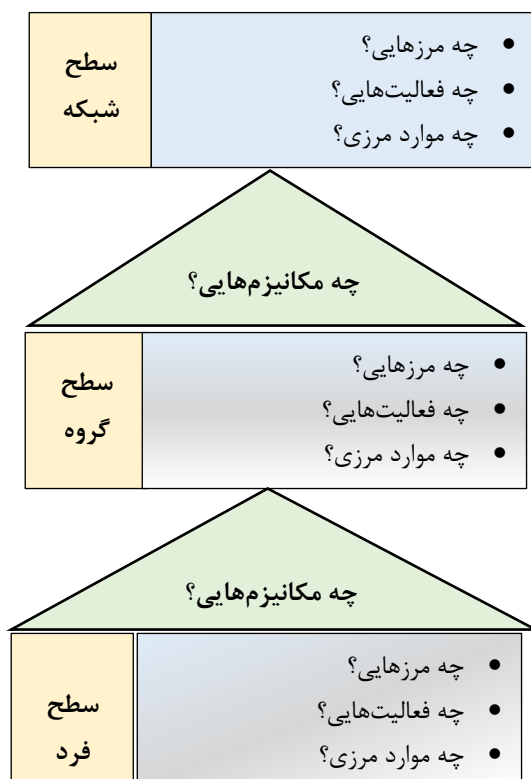 سطح
شبکه
• چه مرزهایی؟
• چه فعالیت‌هایی؟
• چه موارد مرزی؟
چه مکانیزم‌هایی؟
سطح
گروه
• چه مرزهایی؟
• چه فعالیت‌هایی؟
• چه موارد مرزی؟
چه مکانیزم‌هایی؟
سطح
فرد
• چه مرزهایی؟
• چه فعالیت‌هایی؟
• چه موارد مرزی؟